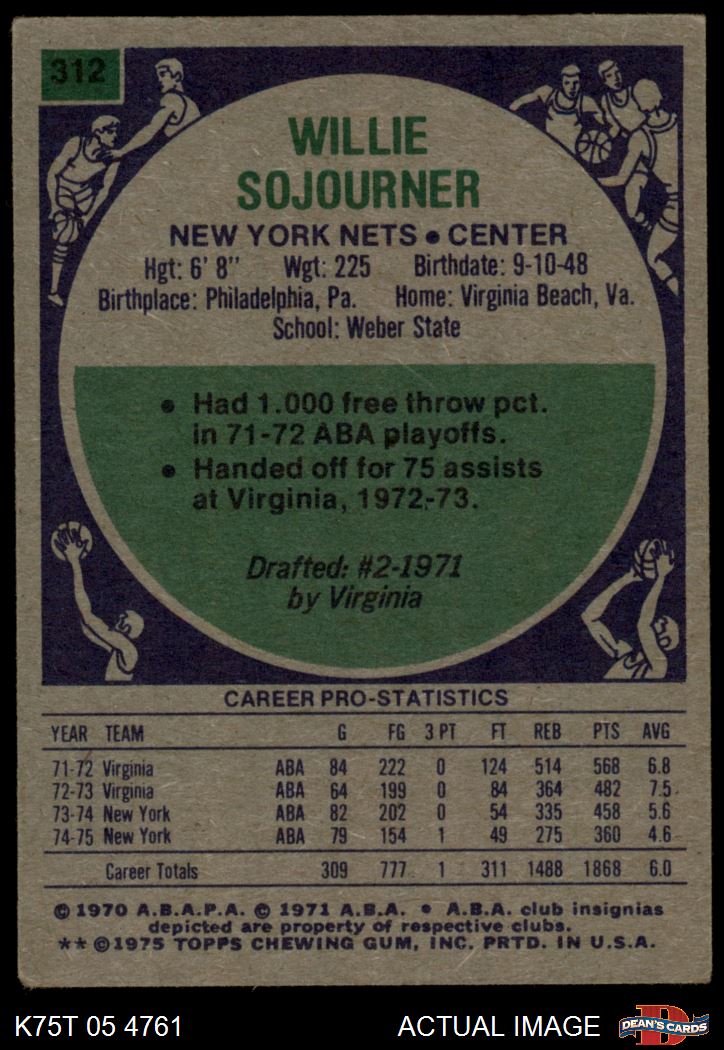 312
WILLIE
SOJOURNER
NEW YORK NETS • CENTER
Hgt: 6' 8" Wgt: 225 Birthdate: 9-10-48
Birthplace: Philadelphia, Pa. Home: Virginia Beach, Va.
School: Weber State
• Had 1.000 free throw pct.
in 71-72 ABA playoffs.
• Handed off for 75 assists
at Virginia, 1972-73.
Drafted: #2-1971
by Virginia
CAREER PRO-STATISTICS
YEAR TEAM G FG 3 PT FT REB PTS AVG
71-72 Virginia ABA 84 222 0 124 514 568 6.8
72-73 Virginia ABA 64 199 0 84 364 482 7.5
73-74 New York ABA 82 202 0 54 335 458 5.6
74-75 New York ABA 79 154 1 49 275 360 4.6
Career Totals 309 777 1 311 1488 1868 6.0
© 1970 A.B.A.P.A. © 1971 A.B.A. • A.B.A. club insignias
depicted are property of respective clubs.
** © 1975 TOPPS CHEWING GUM, INC. PRTD. IN U.S.A.
K75T 05 4761 ACTUAL IMAGE D DEAN'S CARDS